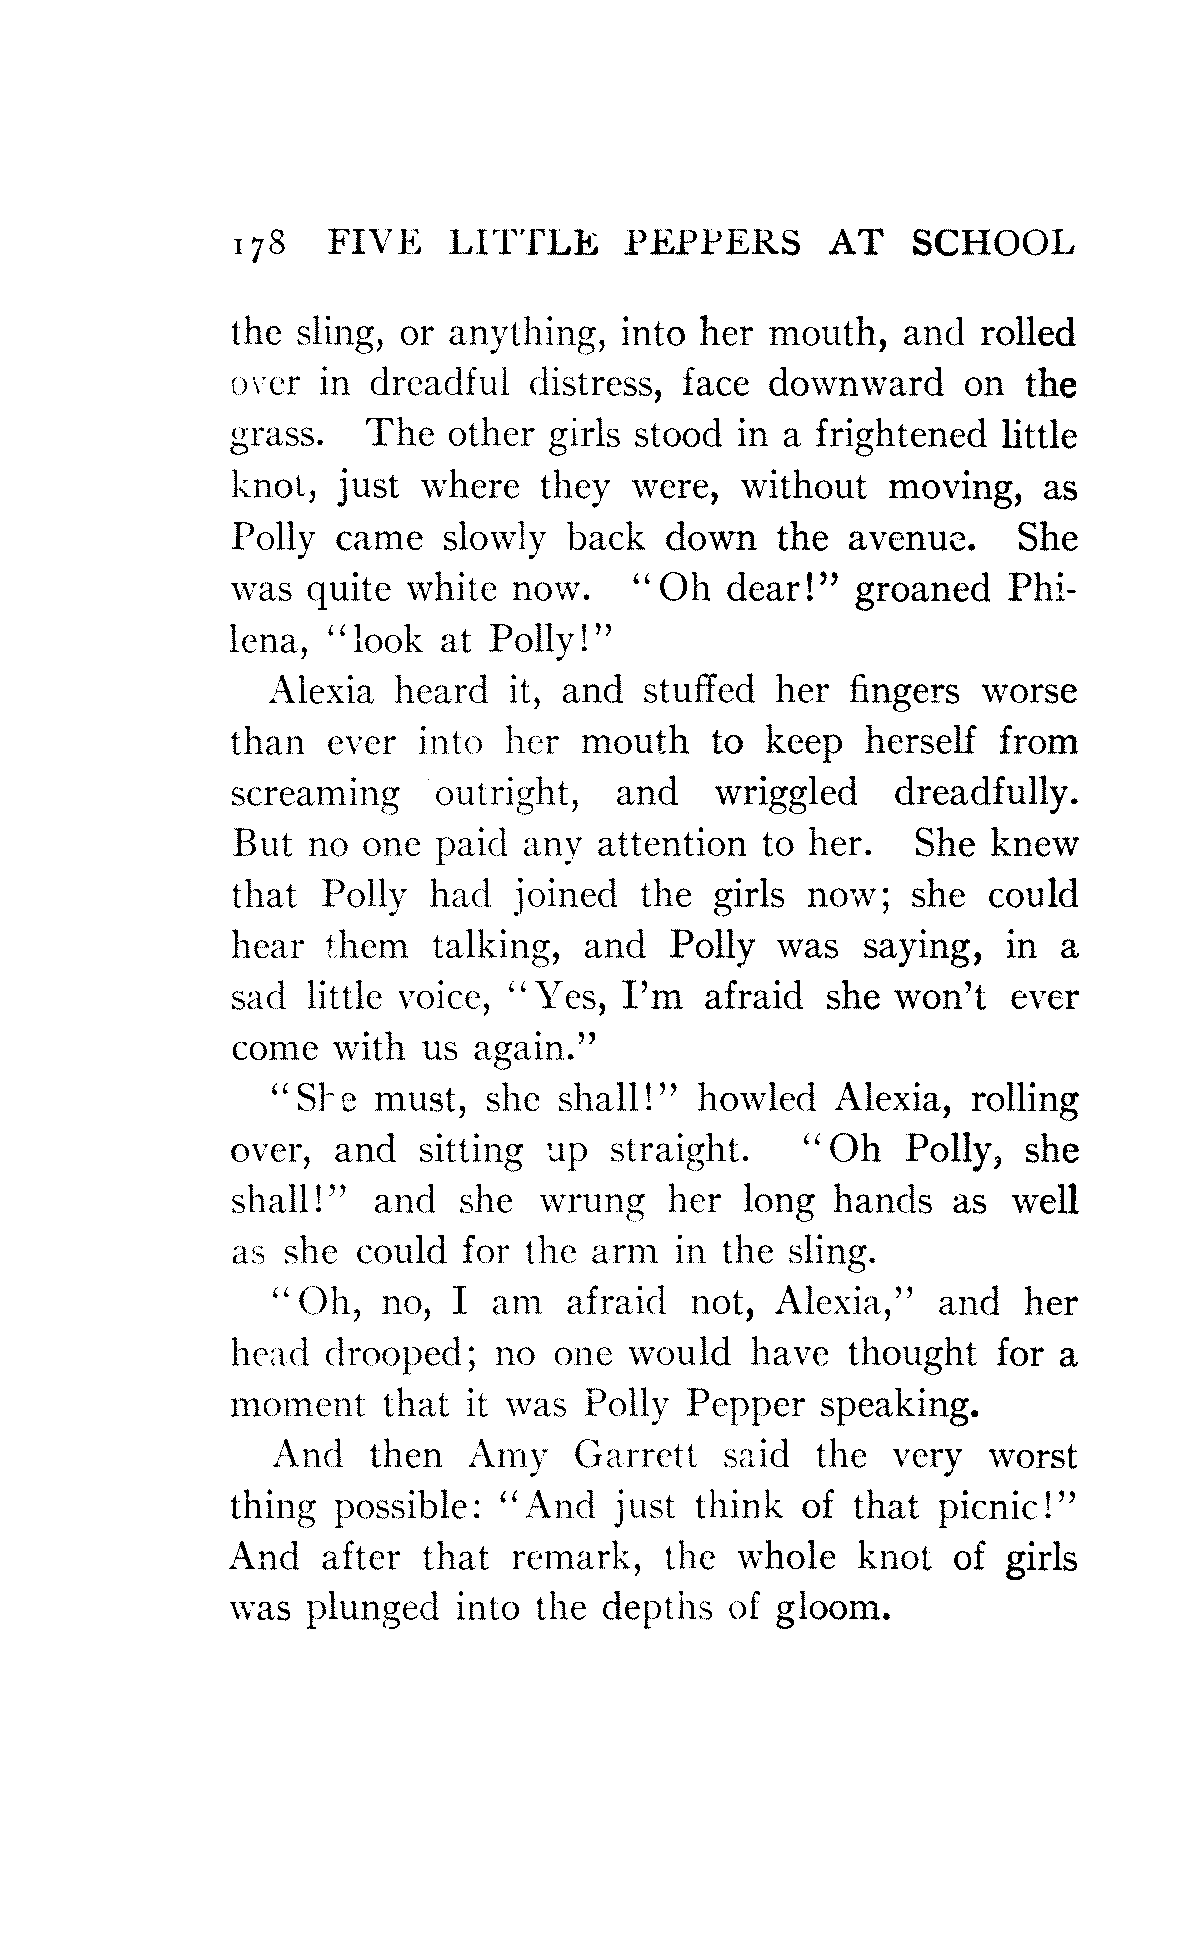 178 FIVE LITTLE PEPPERS AT SCHOOL
the sling, or anything, into her mouth, and rolled
over in dreadful distress, face downward on the
grass. The other girls stood in a frightened little
knot, just where they were, without moving, as
Polly came slowly back down the avenue. She
was quite white now. "Oh dear!" groaned Phi-
lena, "look at Polly!"
Alexia heard it, and stuffed her fingers worse
than ever into her mouth to keep herself from
screaming outright, and wriggled dreadfully.
But no one paid any attention to her. She knew
that Polly had joined the girls now; she could
hear them talking, and Polly was saying, in a
sad little voice, "Yes, I'm afraid she won't ever
come with us again."
"She must, she shall!" howled Alexia, rolling
over, and sitting up straight. "Oh Polly, she
shall!" and she wrung her long hands as well
as she could for the arm in the sling.
"Oh, no, I am afraid not, Alexia," and her
head drooped; no one would have thought for a
moment that it was Polly Pepper speaking.
And then Amy Garrett said the very worst
thing possible: "And just think of that picnic!"
And after that remark, the whole knot of girls
was plunged into the depths of gloom.